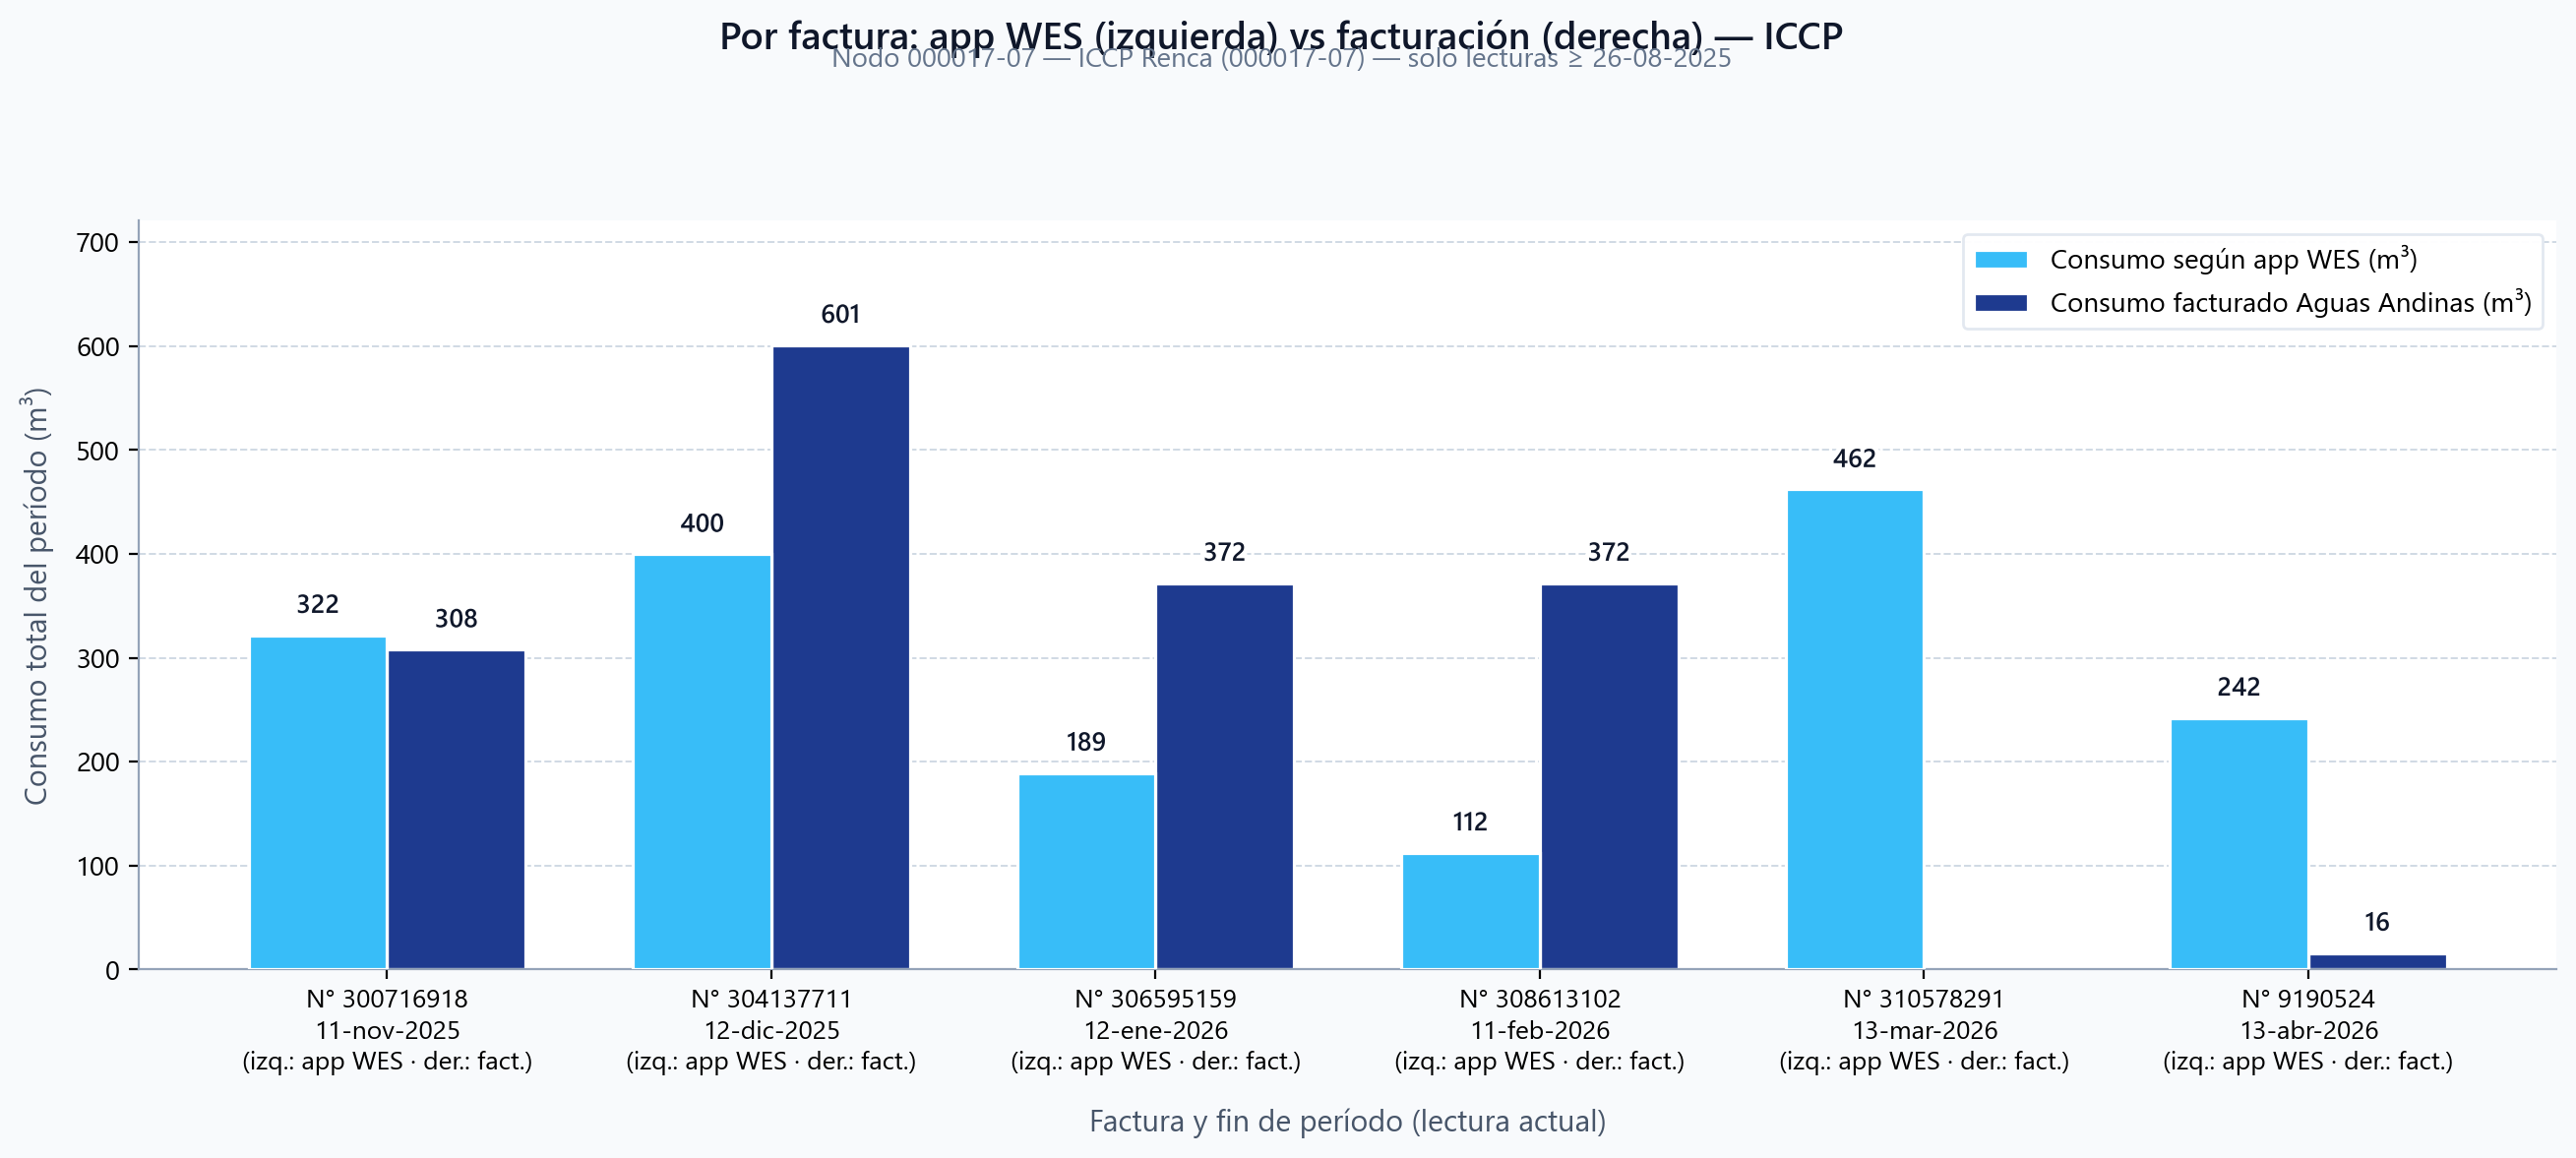 Por factura: app WES (izquierda) vs facturación (derecha) — ICCP
Nodo 000017-07 — ICCP Renca (000017-07) — solo lecturas ≥ 26-08-2025
Consumo según app WES (m³)
Consumo facturado Aguas Andinas (m³)
Consumo total del período (m³)
700
600
500
400
300
200
100
0
322
308
400
601
189
372
112
372
462
242
16
N° 300716918
11-nov-2025
(izq.: app WES · der.: fact.)
N° 304137711
12-dic-2025
(izq.: app WES · der.: fact.)
N° 306595159
12-ene-2026
(izq.: app WES · der.: fact.)
N° 308613102
11-feb-2026
(izq.: app WES · der.: fact.)
N° 310578291
13-mar-2026
(izq.: app WES · der.: fact.)
N° 9190524
13-abr-2026
(izq.: app WES · der.: fact.)
Factura y fin de período (lectura actual)